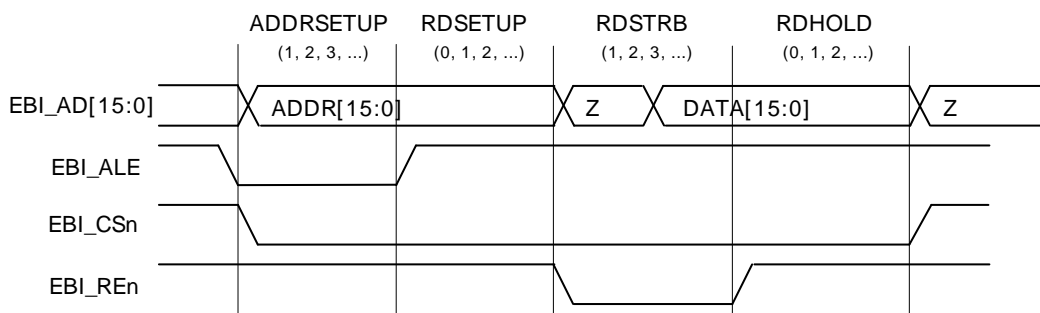 ADDRSETUP RDSETUP RDSTRB RDHOLD
(1, 2, 3, ...) (0, 1, 2, ...) (1, 2, 3, ...) (0, 1, 2, ...)
EBI_AD[15:0] ADDR[15:0] Z DATA[15:0] Z
EBI_ALE
EBI_CSn
EBI_REn